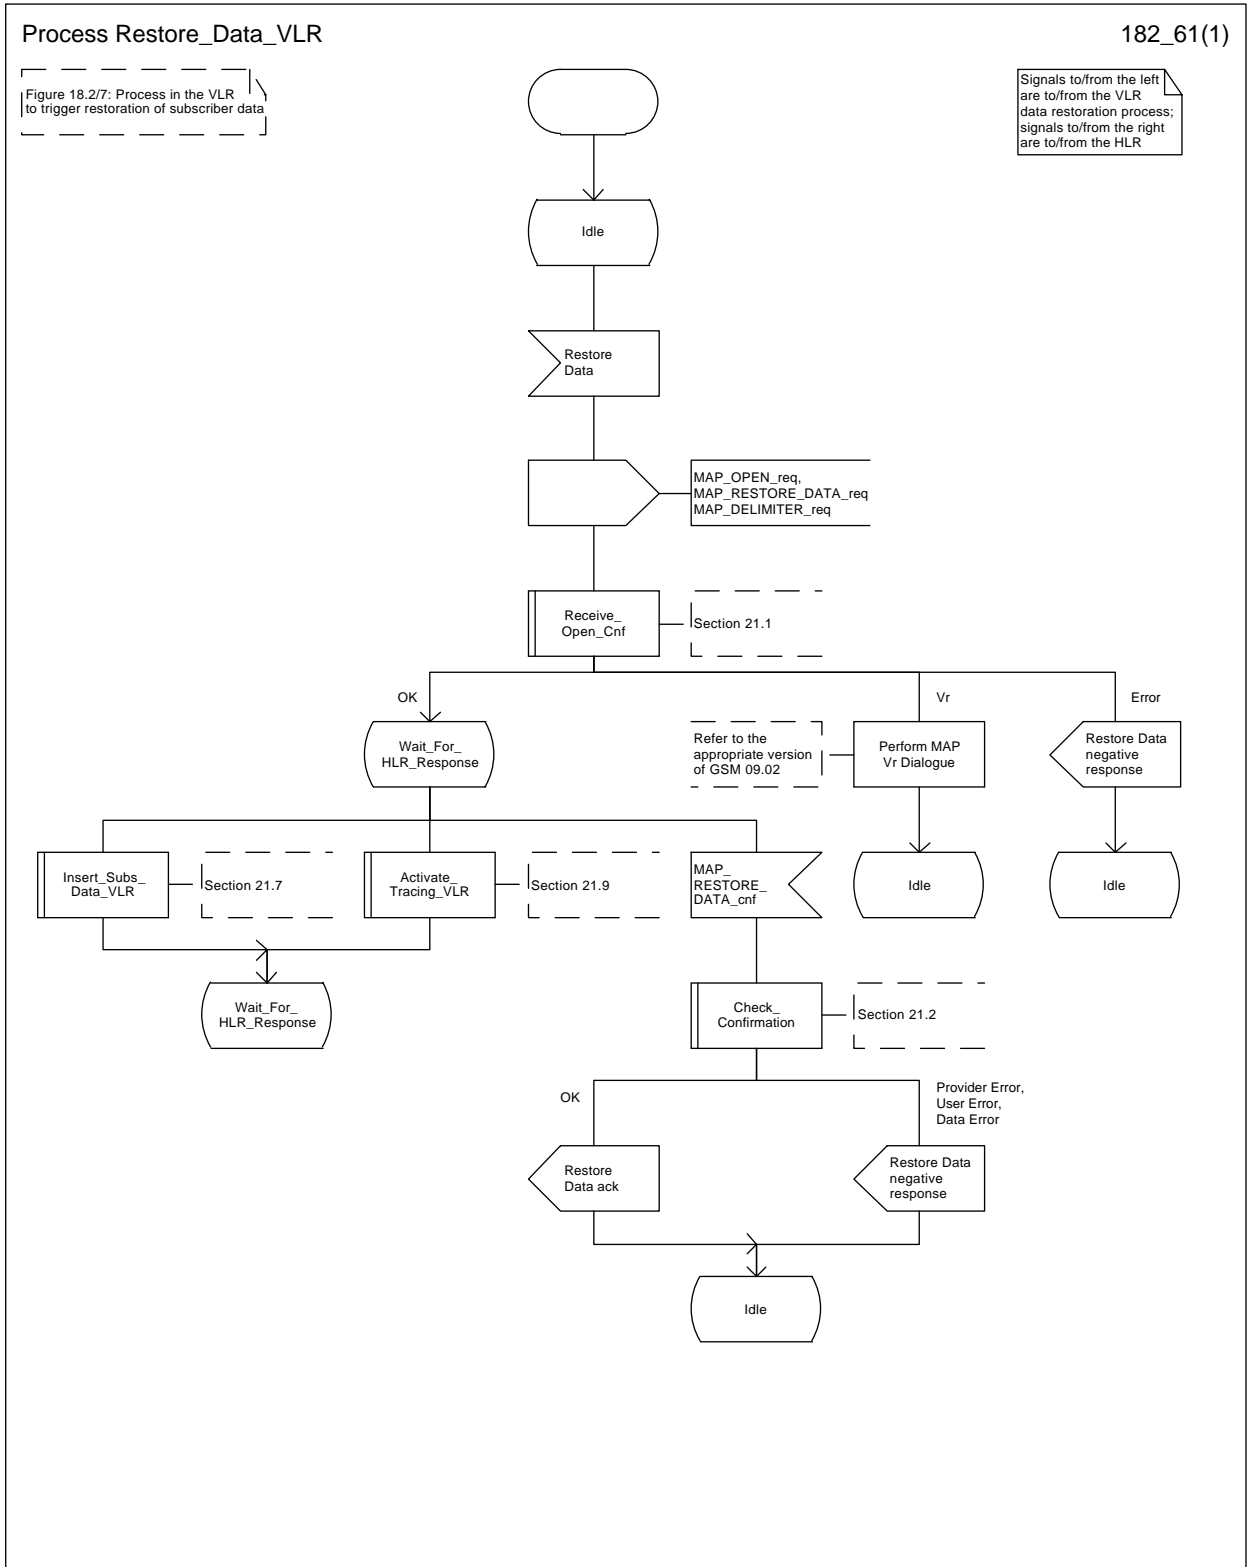 Process Restore_Data_VLR
182_61(1)
Figure 18.2/7: Process in the VLR
to trigger restoration of subscriber data
Signals to/from the left
are to/from the VLR
data restoration process;
signals to/from the right
are to/from the HLR
Idle
Restore
Data
MAP_OPEN_req,
MAP_RESTORE_DATA_req
MAP_DELIMITER_req
Receive_
Open_Cnf
Section 21.1
OK
Vr
Error
Wait_For_
HLR_Response
Refer to the
appropriate version
of GSM 09.02
Perform MAP
Vr Dialogue
Restore Data
negative
response
Insert_Subs_
Data_VLR
Section 21.7
Activate_
Tracing_VLR
Section 21.9
MAP_
RESTORE_
DATA_cnf
Idle
Idle
Wait_For_
HLR_Response
Check_
Confirmation
Section 21.2
OK
Provider Error,
User Error,
Data Error
Restore
Data ack
Restore Data
negative
response
Idle